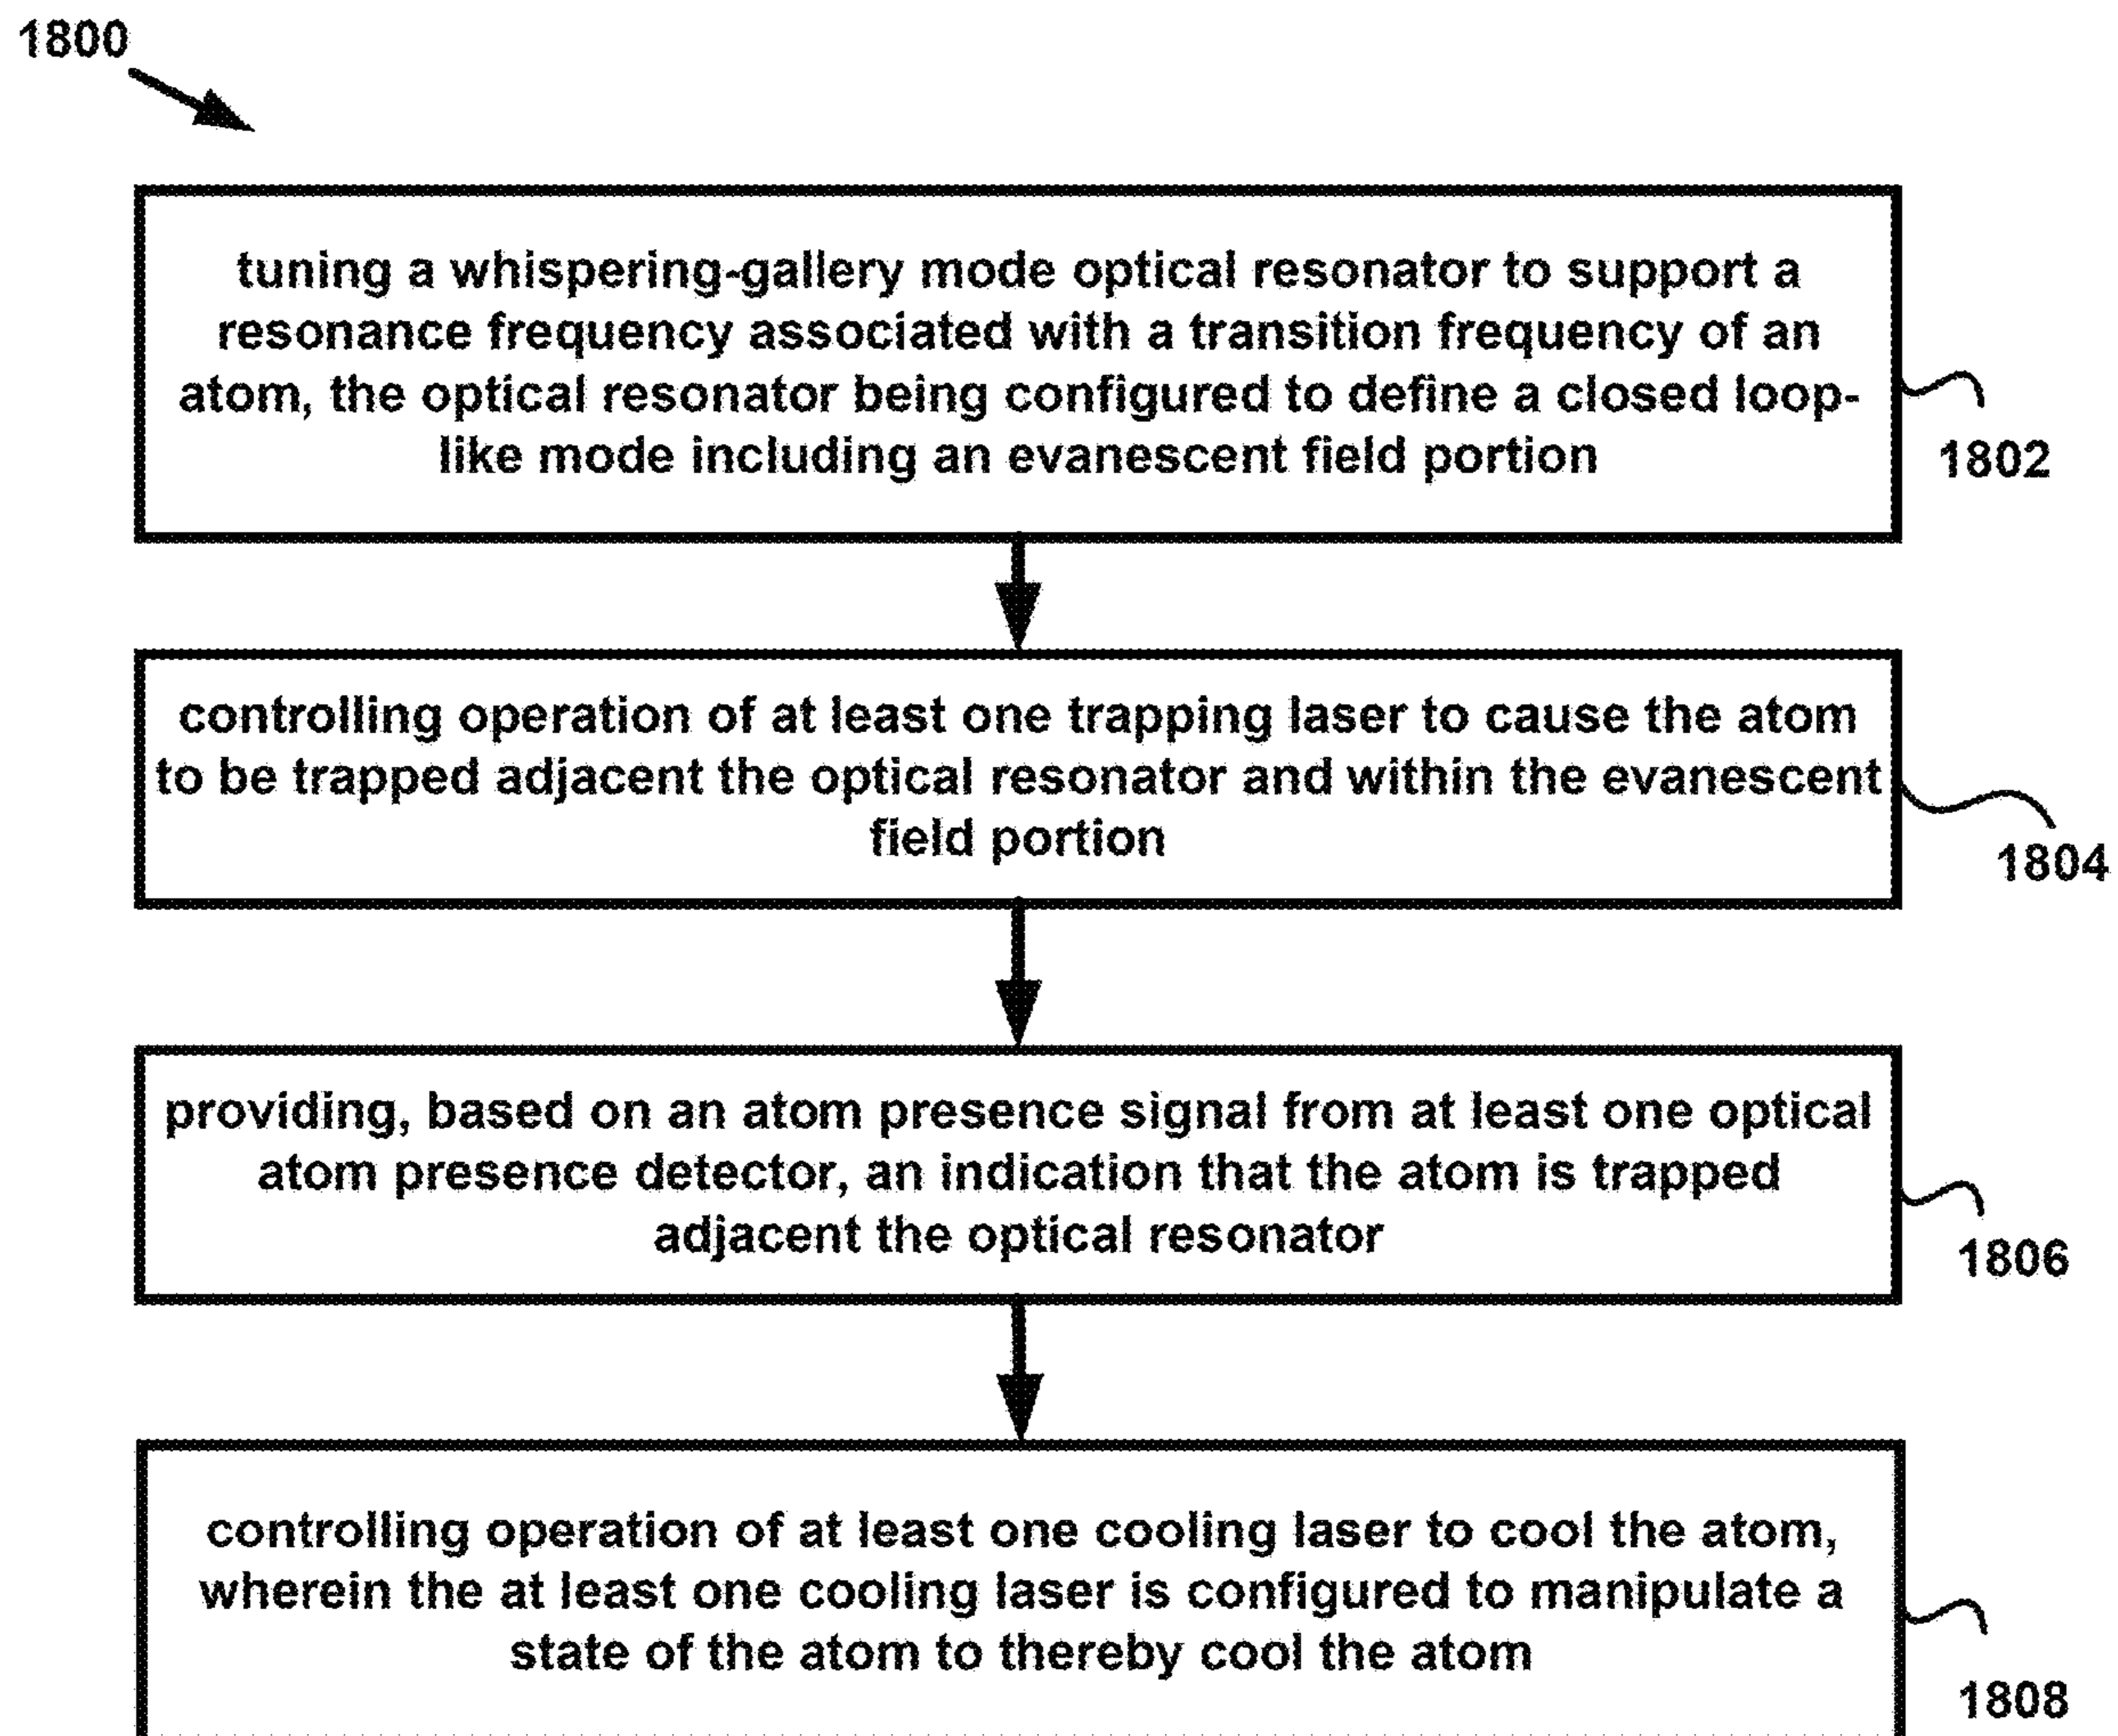 1800
tuning a whispering-gallery mode optical resonator to support a
resonance frequency associated with a transition frequency of an
atom, the optical resonator being configured to define a closed loop-
like mode including an evanescent field portion
1802
controlling operation of at least one trapping laser to cause the atom
to be trapped adjacent the optical resonator and within the evanescent
field portion
1804
providing, based on an atom presence signal from at least one optical
atom presence detector, an indication that the atom is trapped
adjacent the optical resonator
1806
controlling operation of at least one cooling laser to cool the atom,
wherein the at least one cooling laser is configured to manipulate a
state of the atom to thereby cool the atom
1808